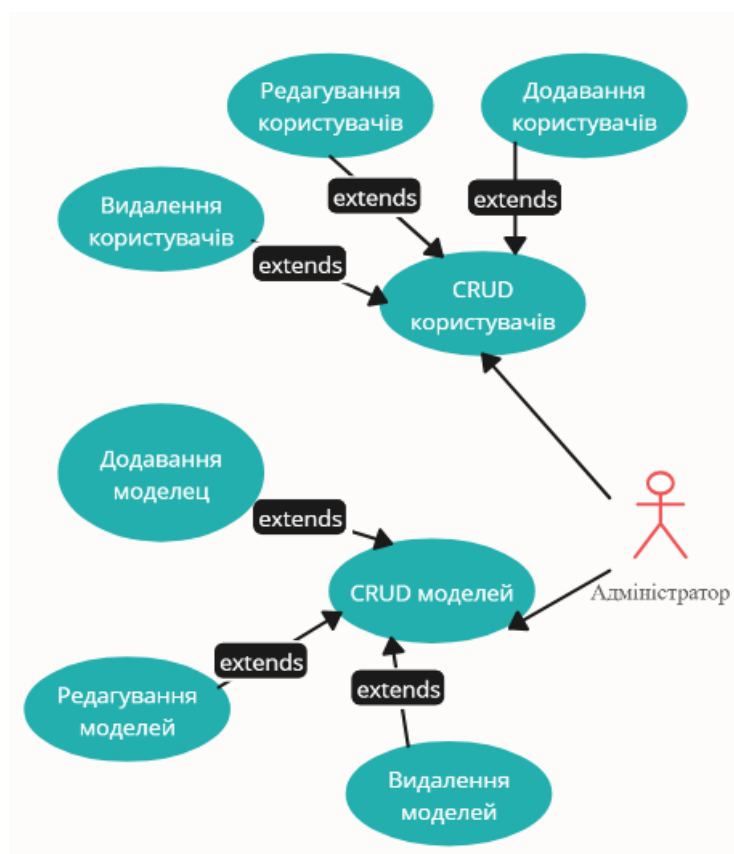 Редагування
користувачів
Додавання
користувачів
extends
extends
Видалення
користувачів
extends
CRUD
користувачів
Додавання
моделец
extends
CRUD моделей
Адміністратор
extends
Редагування
моделей
extends
Видалення
моделей